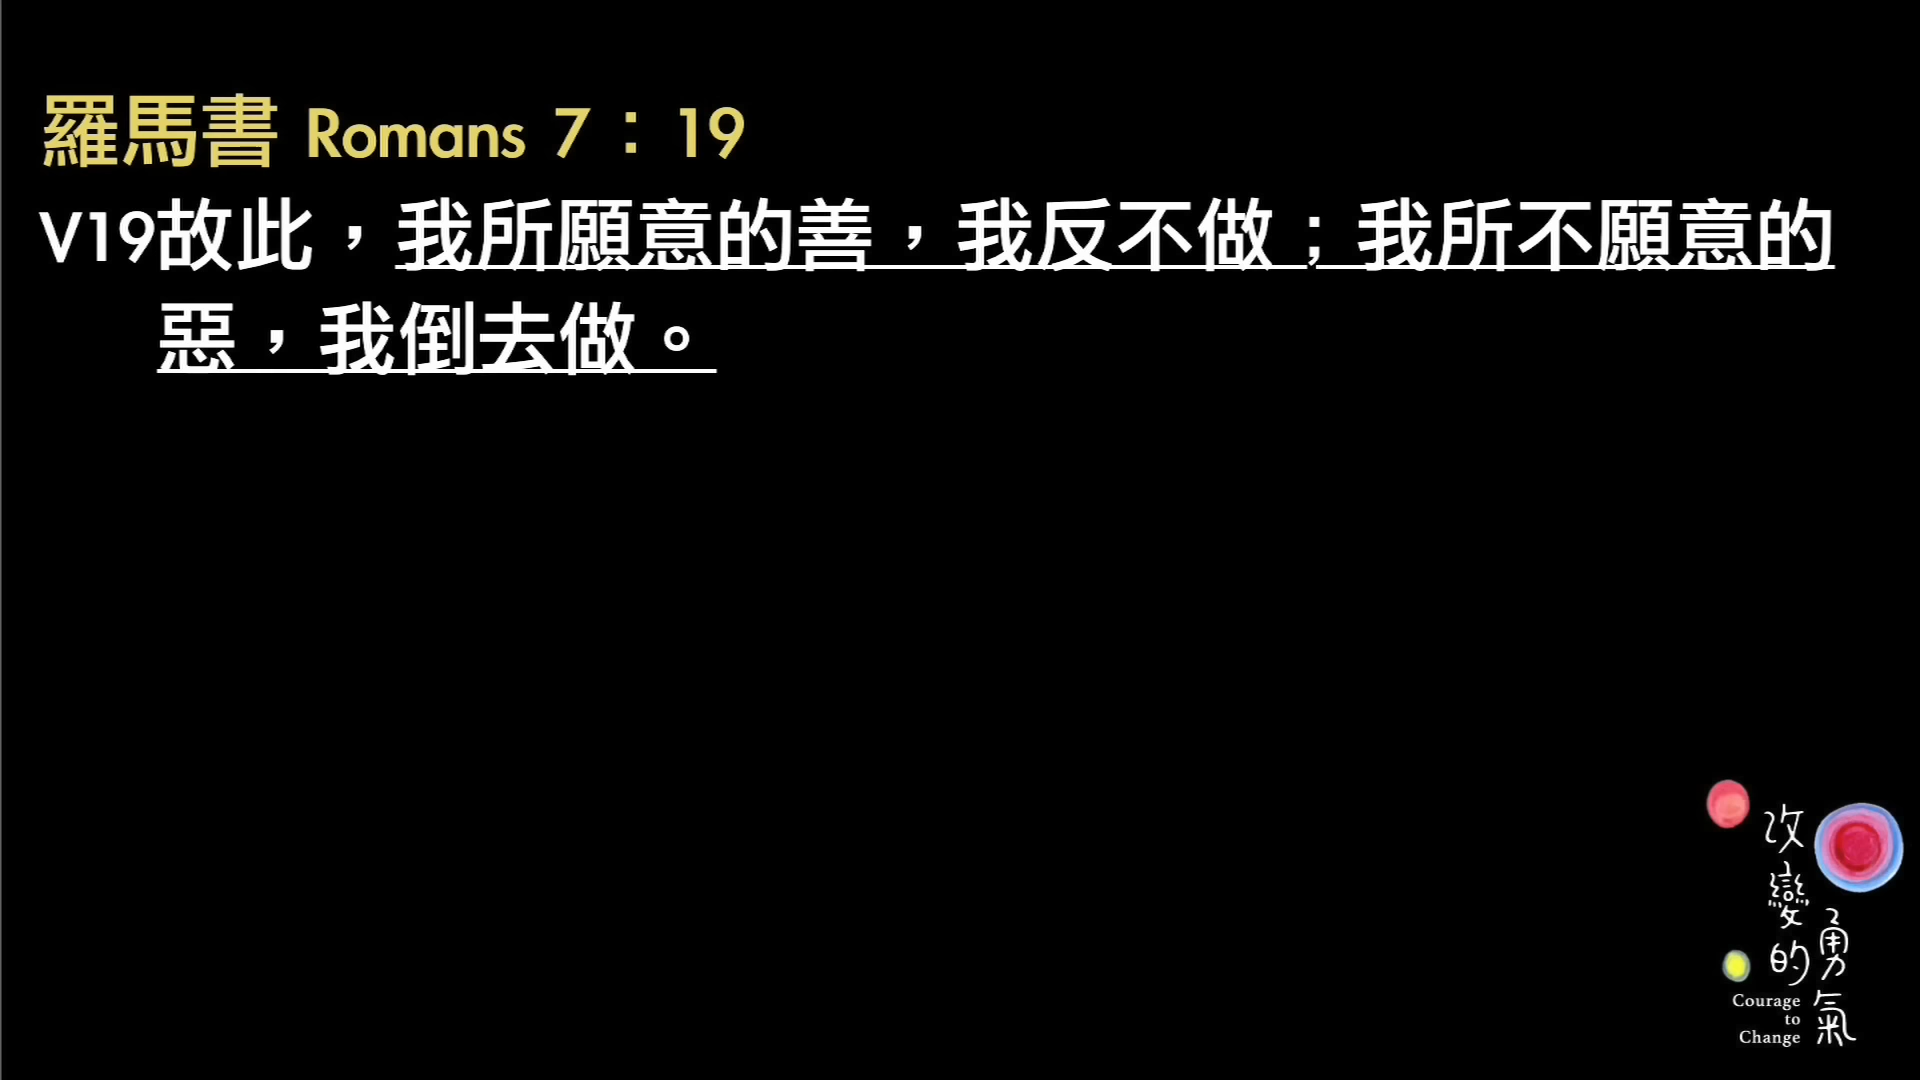 羅馬書 Romans 7：19
V19故此，我所願意的善，我反不做；我所不願意的
惡，我倒去做。
改變的
勇氣
Courage
to
Change